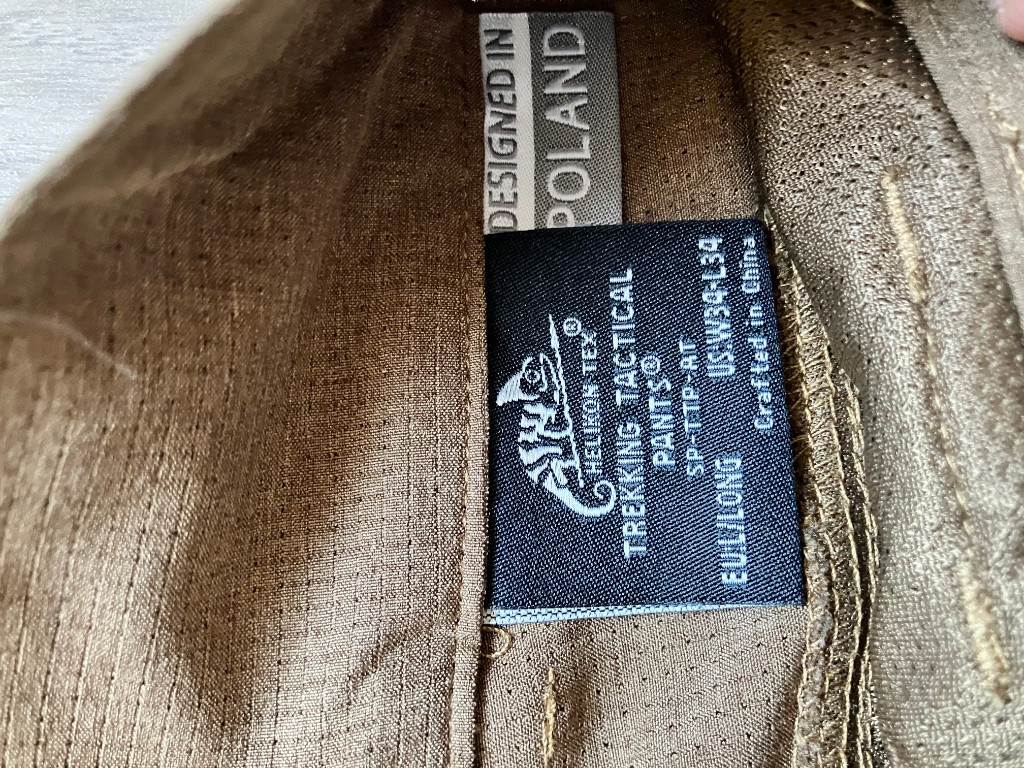 DESIGNED IN
POLAND
HELIKON TEX®
TREKKING TACTICAL
PANTS®
SP-TTP-AT
EU:L/LONG US:W34-L34
Crafted in China